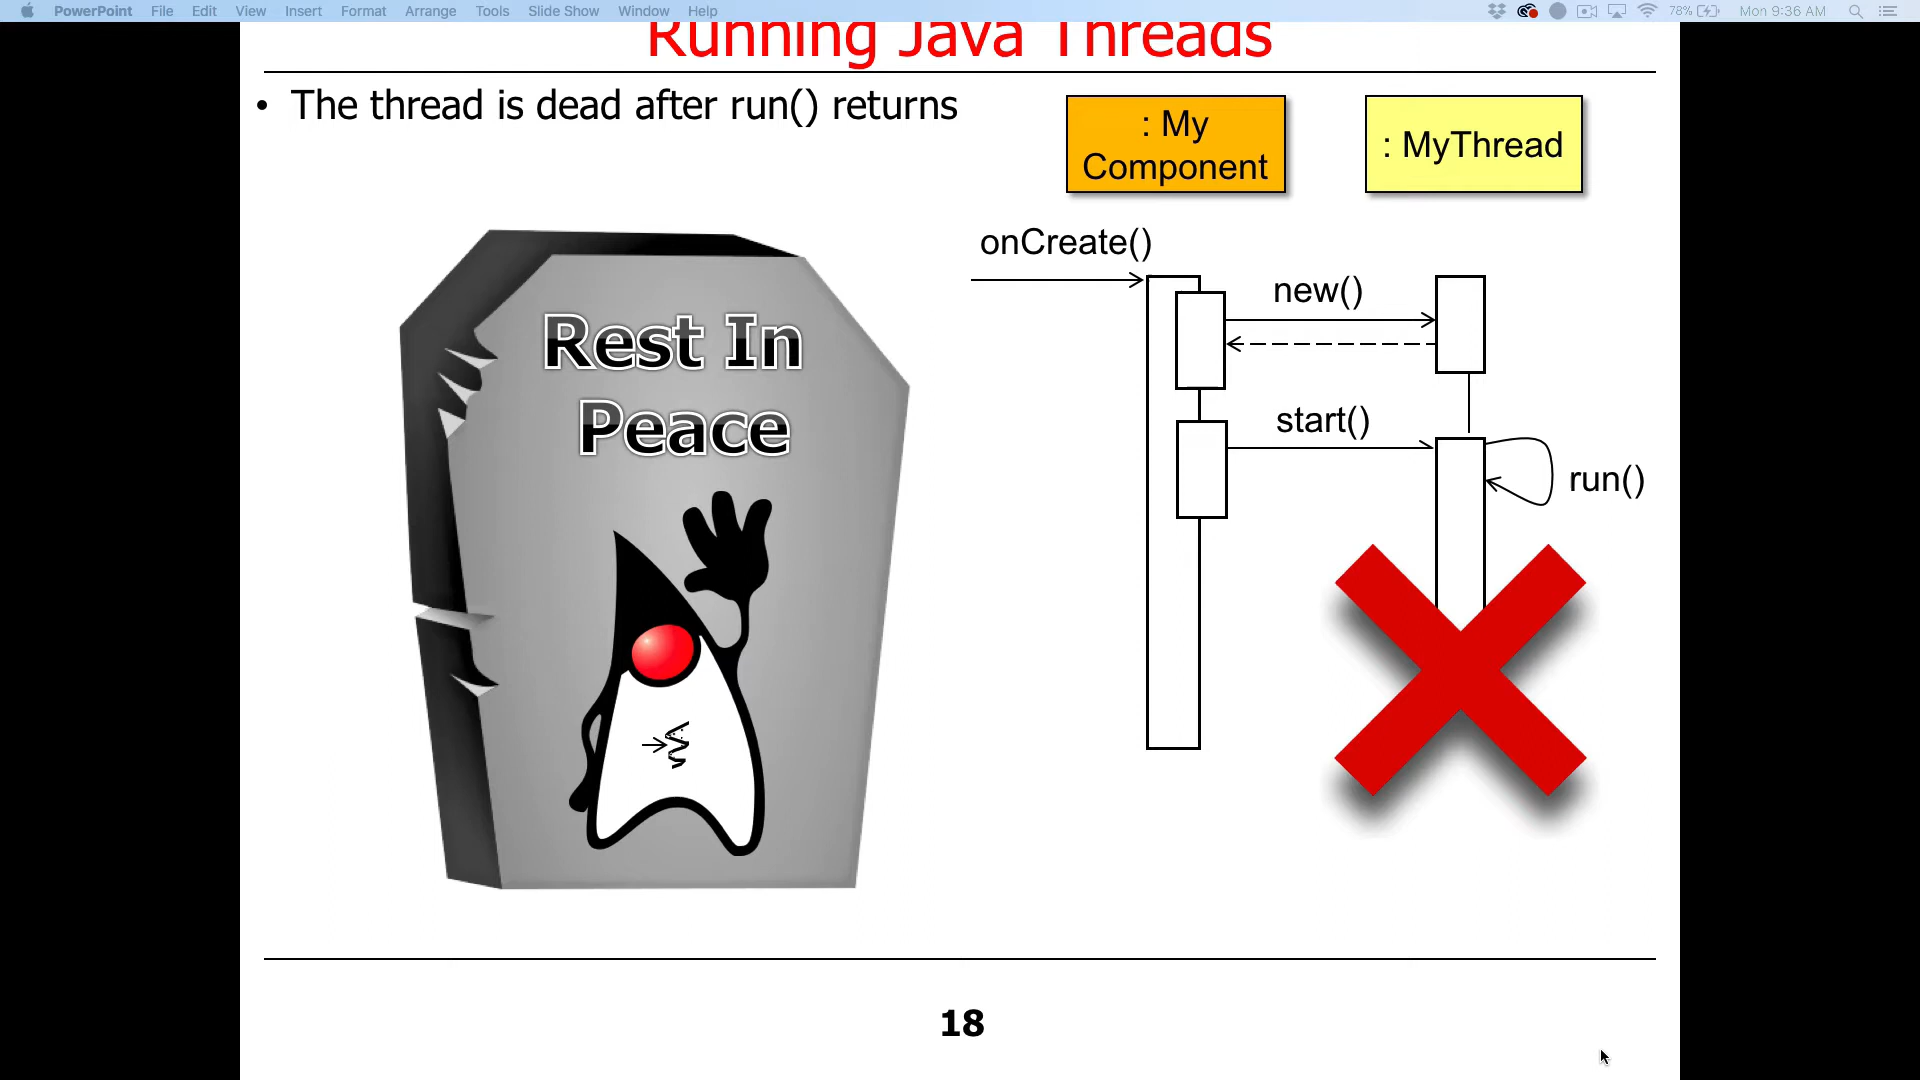 PowerPoint File Edit View Insert Format Arrange Tools Slide Show Window Help 78% Mon 9:36 AM
Running Java Threads
• The thread is dead after run() returns
: My
Component
: MyThread
onCreate()
new()
start()
run()
Rest In
Peace
18